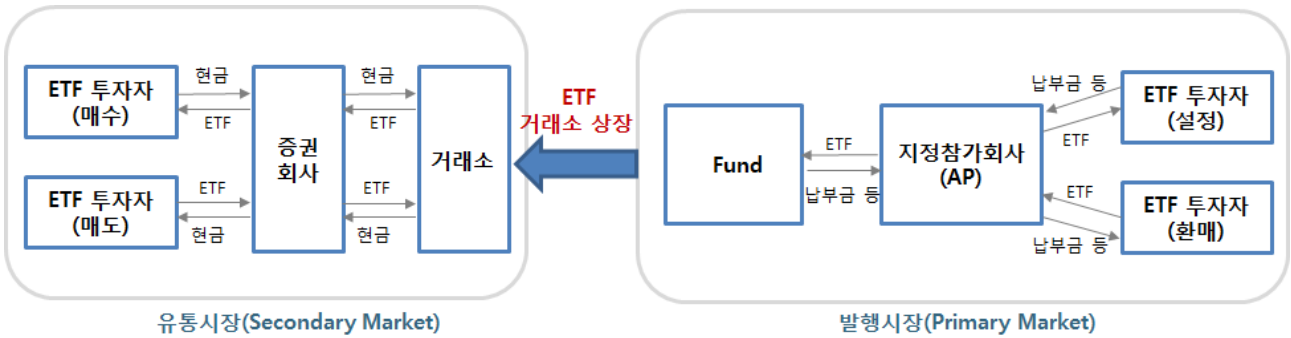 ETF 투자자
(매수)
현금
ETF
ETF 투자자
(매도)
ETF
현금
증권
회사
현금
ETF
ETF
현금
거래소
ETF
거래소 상장
Fund
ETF
납부금 등
지정참가회사
(AP)
납부금 등
ETF
ETF 투자자
(설정)
ETF
납부금 등
ETF 투자자
(환매)
유통시장(Secondary Market)
발행시장(Primary Market)